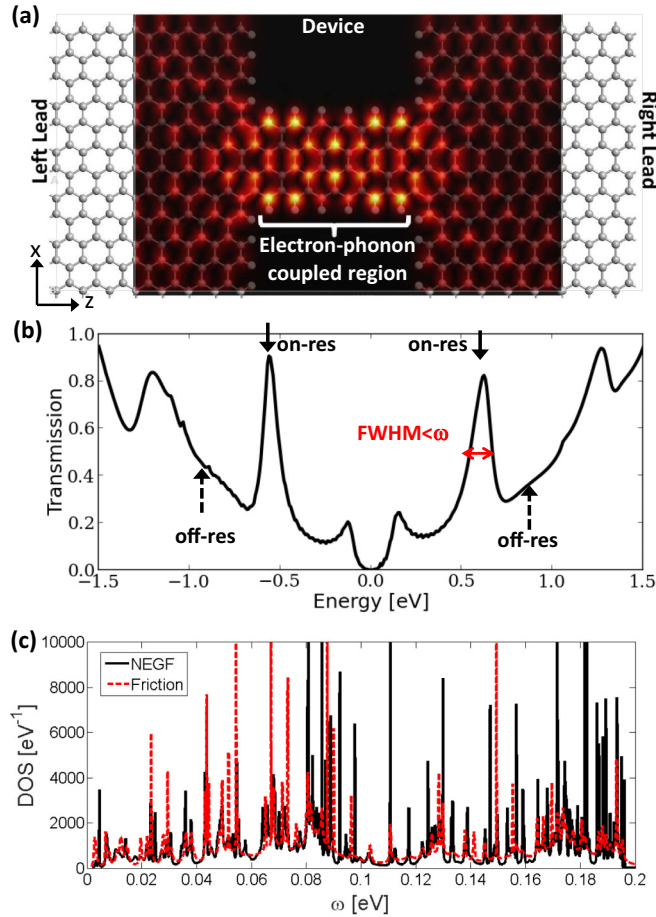 (a)
Device
Left Lead
Right Lead
Electron-phonon
coupled region
X
Z
(b)
1.0
0.8
0.6
0.4
0.2
0.0
Transmission
on-res
on-res
FWHM<ω
off-res
off-res
−1.5
−1.0
−0.5
0.0
0.5
1.0
1.5
Energy [eV]
(c)
10000
8000
6000
4000
2000
0
DOS [eV⁻¹]
NEGF
Friction
0
0.02
0.04
0.06
0.08
0.1
0.12
0.14
0.16
0.18
0.2
ω [eV]